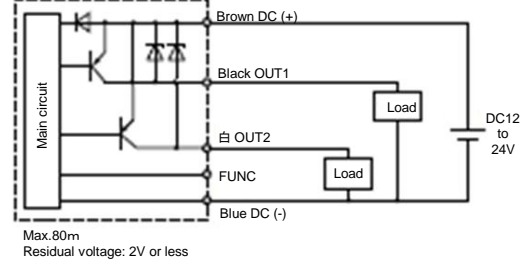 Brown DC (+)
Main circuit
Black OUT1
Load
DC12
to
24V
白 OUT2
Load
FUNC
Blue DC (-)
Max.80m
Residual voltage: 2V or less